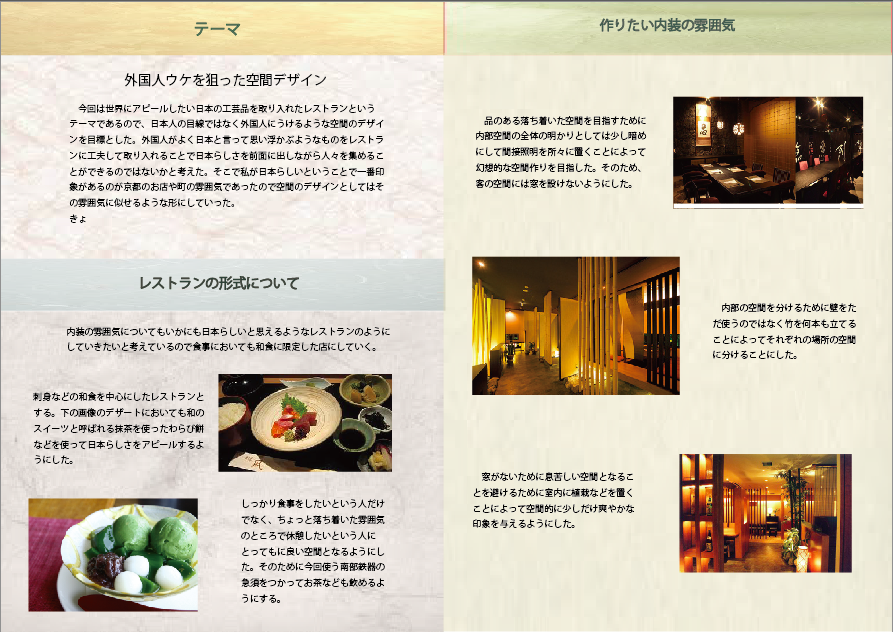 テーマ
外国人ウケを狙った空間デザイン
今回は世界にアピールしたい日本の工芸品を取り入れたレストランという
テーマであるので、日本人の目線ではなく外国人にうけるような空間のデザイ
ンを目標とした。外国人がよく日本と言って思い浮かぶようなものをレストラ
ンに工夫して取り入れることで日本らしさを前面に出しながら人々を集めるこ
とができるのではないかと考えた。そこで私が日本らしいということで一番印
象があるのが京都のお店や町の雰囲気であったので空間のデザインとしてはそ
の雰囲気に似せるような形にしていった。
きょ
レストランの形式について
内装の雰囲気についてもいかにも日本らしいと思えるようなレストランのように
していきたいと考えているので食事においても和食に限定した店にしていく。
刺身などの和食を中心にしたレストランと
する。下の画像のデザートにおいても和の
スイーツと呼ばれる抹茶を使ったわらび餅
などを使って日本らしさをアピールするよ
うにした。
しっかり食事をしたいという人だけ
でなく、ちょっと落ち着いた雰囲気
のところで休憩したいという人に
とってもに良い空間となるようにし
た。そのために今回使う南部鉄器の
急須をつかってお茶なども飲めるよ
うにする。
作りたい内装の雰囲気
品のある落ち着いた空間を目指すために
内部空間の全体の明かりとしては少し暗め
にして間接照明を所々に置くことによって
幻想的な空間作りを目指した。そのため、
客の空間には窓を設けないようにした。
内部の空間を分けるために壁をた
だ使うのではなく竹を何本も立てる
ことによってそれぞれの場所の空間
に分けることにした。
窓がないために息苦しい空間となるこ
とを避けるために室内に植栽などを置く
ことによって空間的に少しだけ爽やかな
印象を与えるようにした。